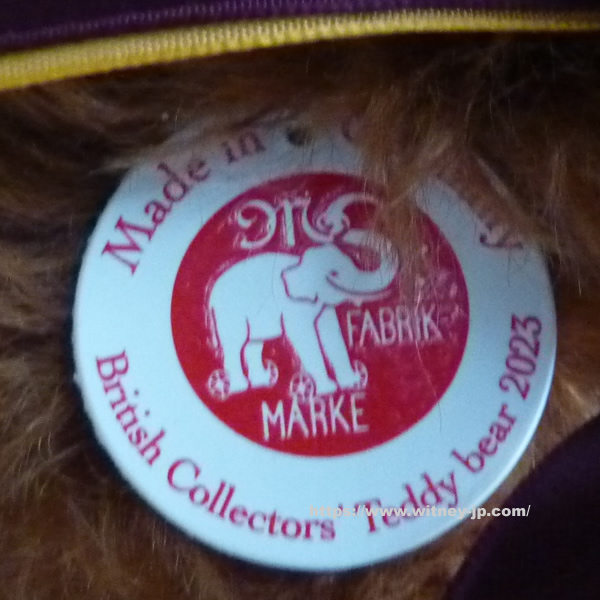 Made in
FABRIK-
MARKE
British Collectors' Teddy bear 2023
https://www.witney-jp.com/